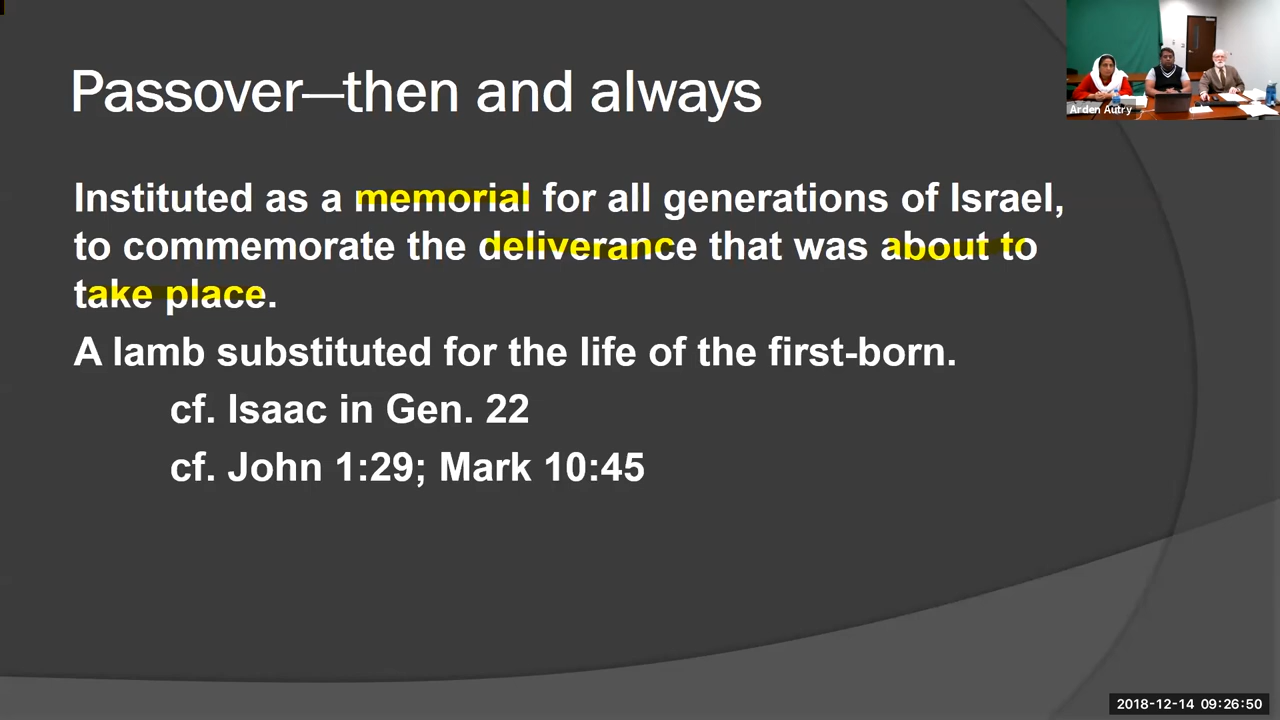 Passover—then and always
Arden Autry
Instituted as a memorial for all generations of Israel,
to commemorate the deliverance that was about to
take place.
A lamb substituted for the life of the first-born.
cf. Isaac in Gen. 22
cf. John 1:29; Mark 10:45
2018-12-14 09:26:50